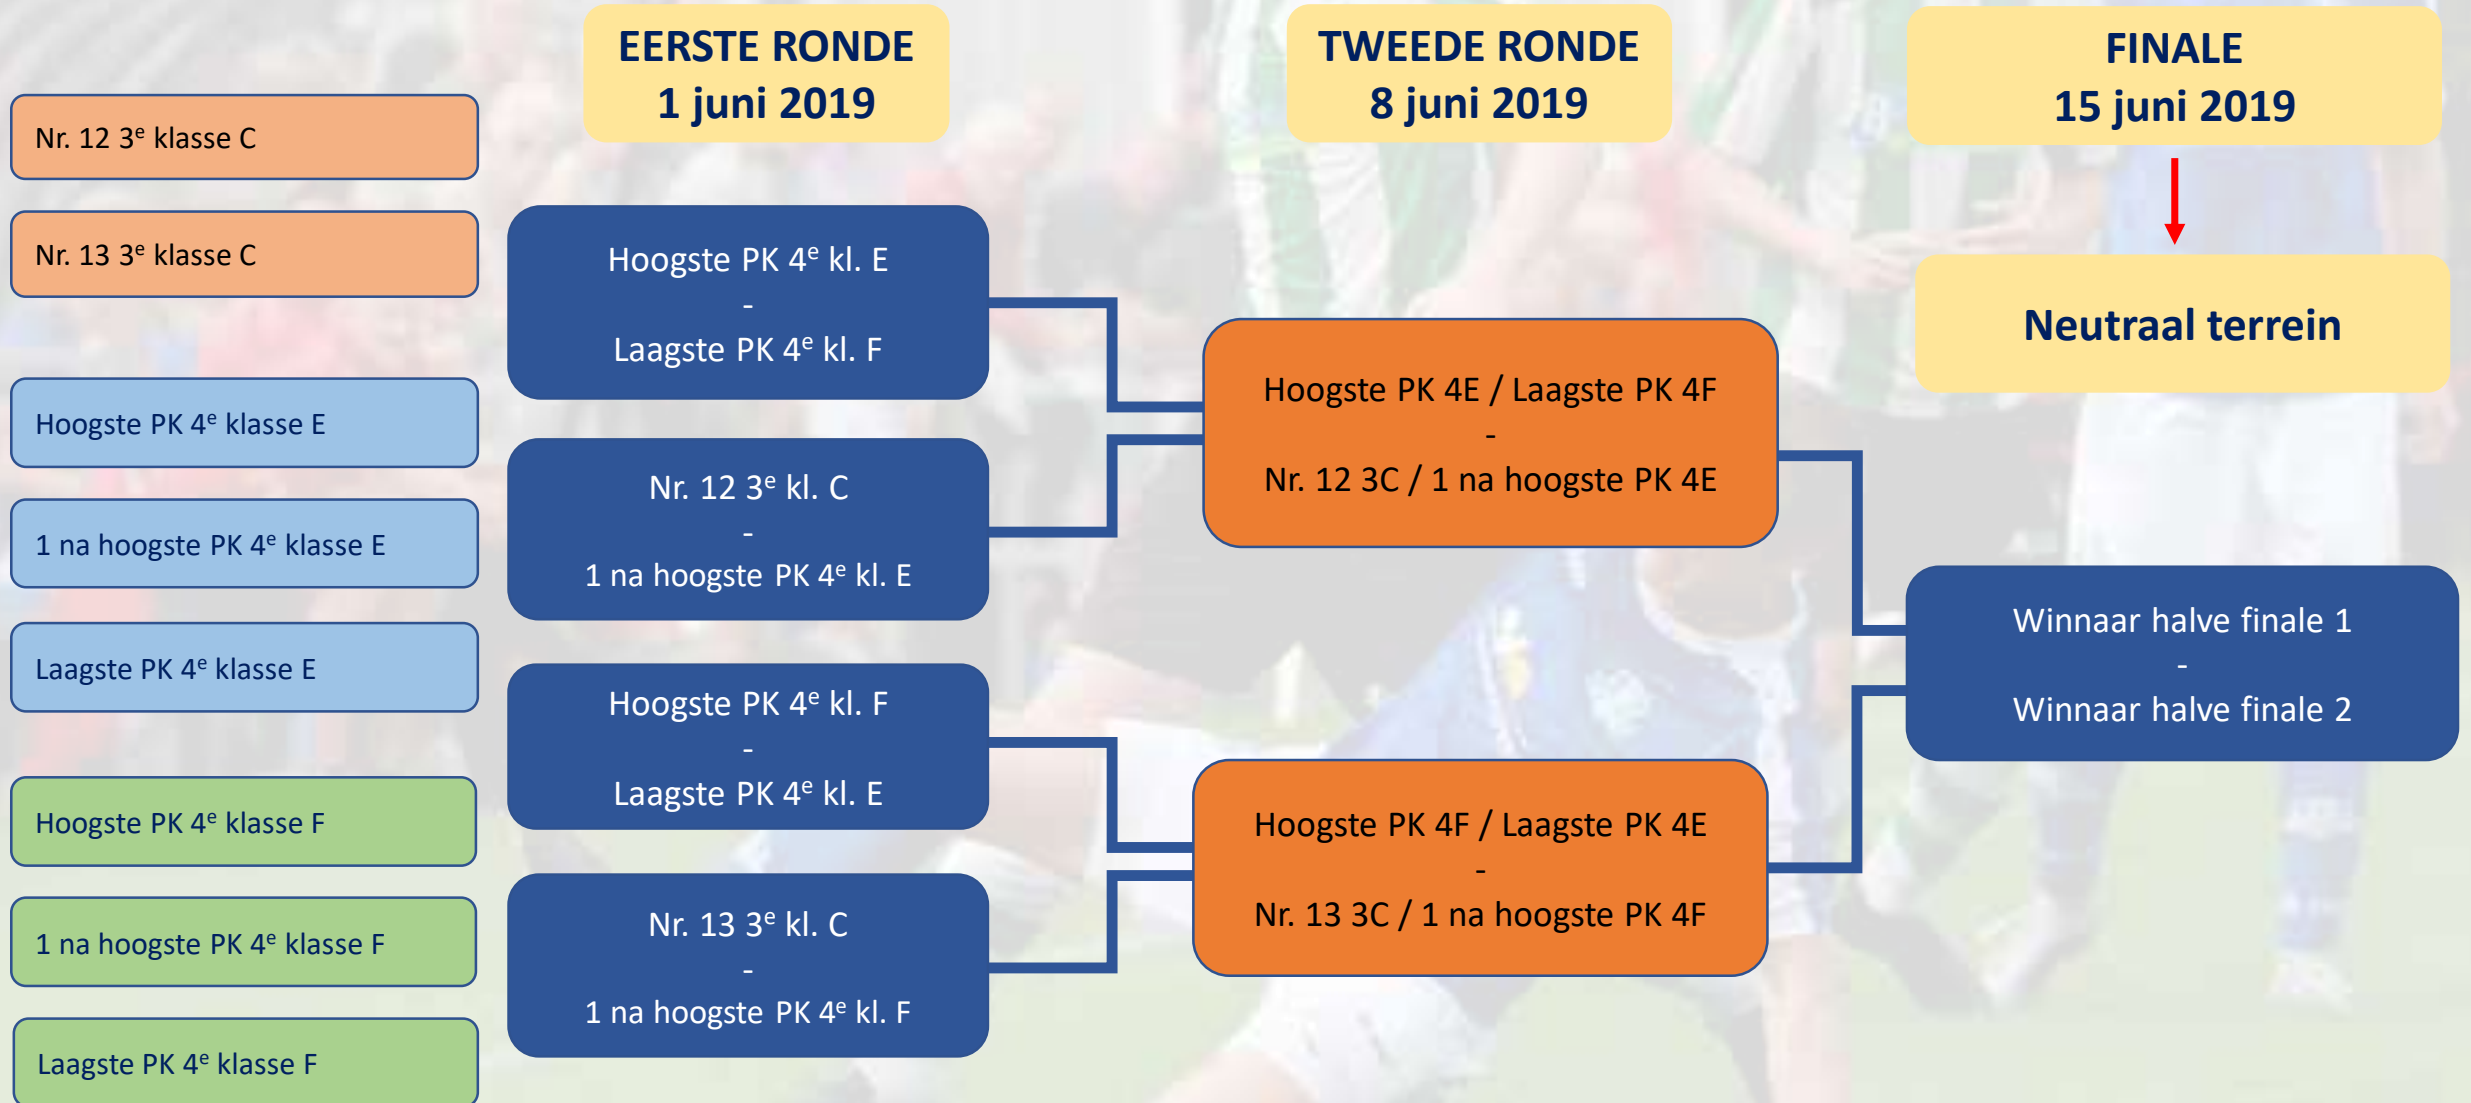 Nr. 12 3e klasse C
Nr. 13 3e klasse C
Hoogste PK 4e klasse E
1 na hoogste PK 4e klasse E
Laagste PK 4e klasse E
Hoogste PK 4e klasse F
1 na hoogste PK 4e klasse F
Laagste PK 4e klasse F
EERSTE RONDE
1 juni 2019
Hoogste PK 4e kl. E
-
Laagste PK 4e kl. F
Nr. 12 3e kl. C
-
1 na hoogste PK 4e kl. E
Hoogste PK 4e kl. F
-
Laagste PK 4e kl. E
Nr. 13 3e kl. C
-
1 na hoogste PK 4e kl. F
TWEEDE RONDE
8 juni 2019
Hoogste PK 4E / Laagste PK 4F
-
Nr. 12 3C / 1 na hoogste PK 4E
Hoogste PK 4F / Laagste PK 4E
-
Nr. 13 3C / 1 na hoogste PK 4F
FINALE
15 juni 2019
Neutraal terrein
Winnaar halve finale 1
-
Winnaar halve finale 2